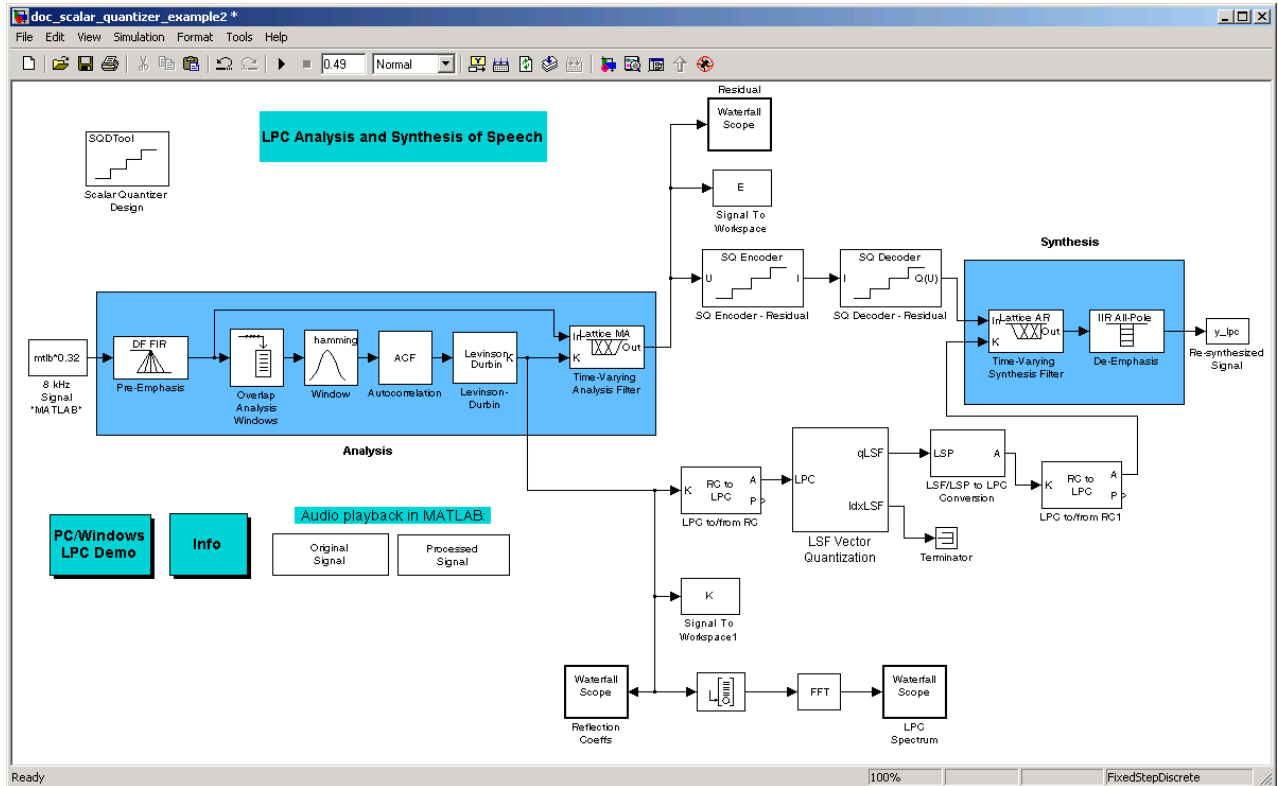 doc_scalar_quantizer_example2 *
File Edit View Simulation Format Tools Help
0.49 Normal
Residual
Waterfall
Scope
SQDTool
Scalar Quantizer
Design
LPC Analysis and Synthesis of Speech
E
Signal To
Workspace
Synthesis
SQ Encoder
U I
SQ Encoder - Residual
SQ Decoder
I Q(U)
SQ Decoder - Residual
mtlb*0.32
8 kHz
Signal
"MATLAB"
DF FIR
Pre-Emphasis
Overlap
Analysis
Windows
hamming
Window
ACF
Autocorrelation
Levinson
Durbin
K
Levinson-
Durbin
Lattice MA
In
K
Out
Time-Varying
Analysis Filter
Lattice AR
In
K
Out
Time-Varying
Synthesis Filter
IIR All-Pole
De-Emphasis
y_lpc
Re-synthesized
Signal
Analysis
K
RC to
LPC
A
P
LPC to/from RC
LPC
qLSF
IdxLSF
LSF Vector
Quantization
LSP A
LSF/LSP to LPC
Conversion
K
RC to
LPC
A
P
LPC to/from RC1
Terminator
PC/Windows
LPC Demo
Info
Audio playback in MATLAB:
Original
Signal
Processed
Signal
K
Signal To
Workspace1
Waterfall
Scope
Reflection
Coeffs
FFT
Waterfall
Scope
LPC
Spectrum
Ready 100% FixedStepDiscrete